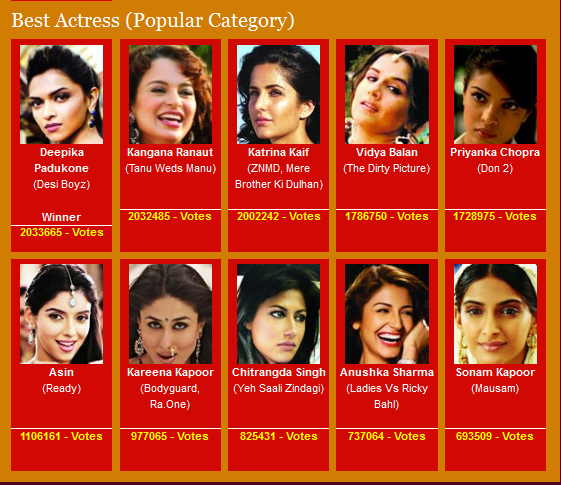 Best Actress (Popular Category)
Deepika
Padukone
(Desi Boyz)
Winner
2033665 - Votes
Kangana Ranaut
(Tanu Weds Manu)
2032485 - Votes
Katrina Kaif
(ZNMD, Mere
Brother Ki Dulhan)
2002242 - Votes
Vidya Balan
(The Dirty Picture)
1786750 - Votes
Priyanka Chopra
(Don 2)
1728975 - Votes
Asin
(Ready)
1106161 - Votes
Kareena Kapoor
(Bodyguard,
Ra.One)
977065 - Votes
Chitrangda Singh
(Yeh Saali Zindagi)
825431 - Votes
Anushka Sharma
(Ladies Vs Ricky
Bahl)
737064 - Votes
Sonam Kapoor
(Mausam)
693509 - Votes